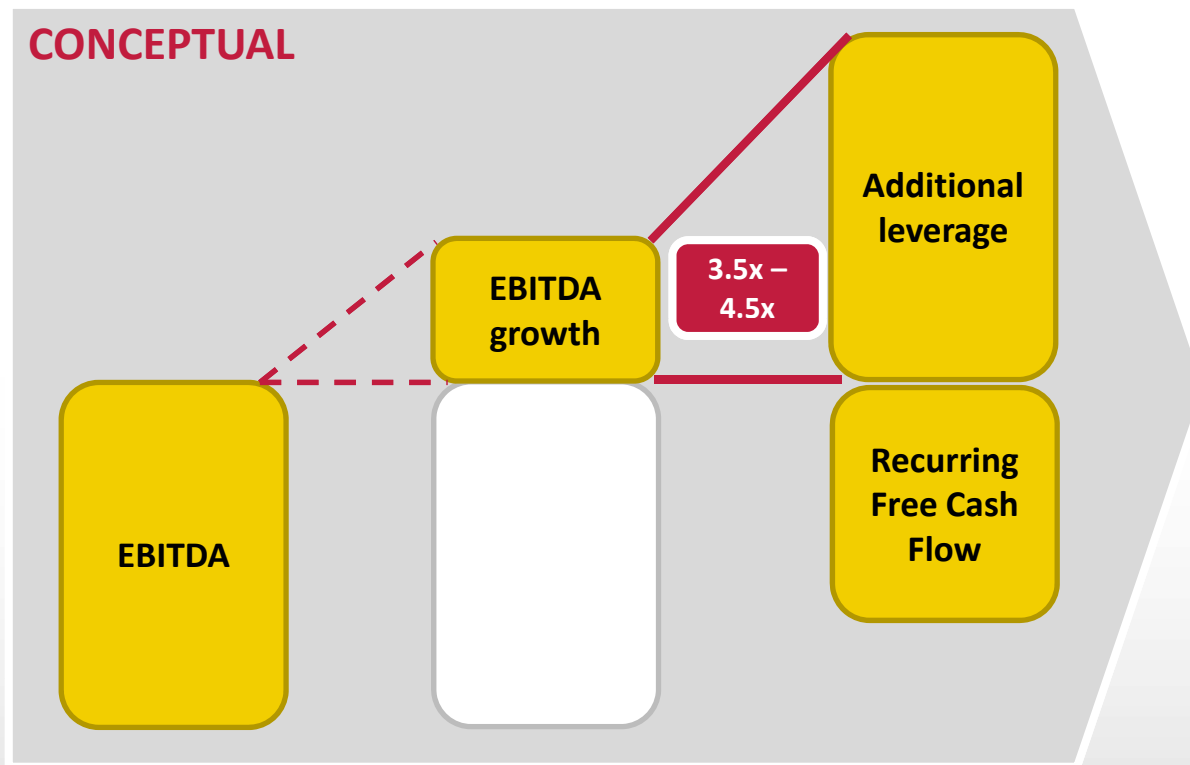 CONCEPTUAL
EBITDA
EBITDA
growth
3.5x –
4.5x
Additional
leverage
Recurring
Free Cash
Flow